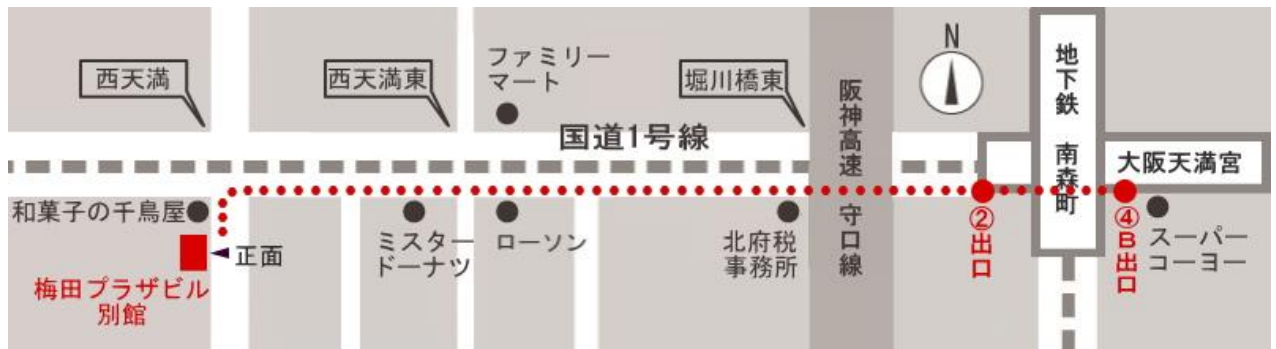 西天満
西天満東
ファミリー
マート
堀川橋東
N
国道1号線
阪神高速 守口線
地下鉄 南森町
大阪天満宮
和菓子の千鳥屋
正面
梅田プラザビル
別館
ミスター
ドーナツ
ローソン
北府税
事務所
②出口
④B出口
スーパー
コーヨー